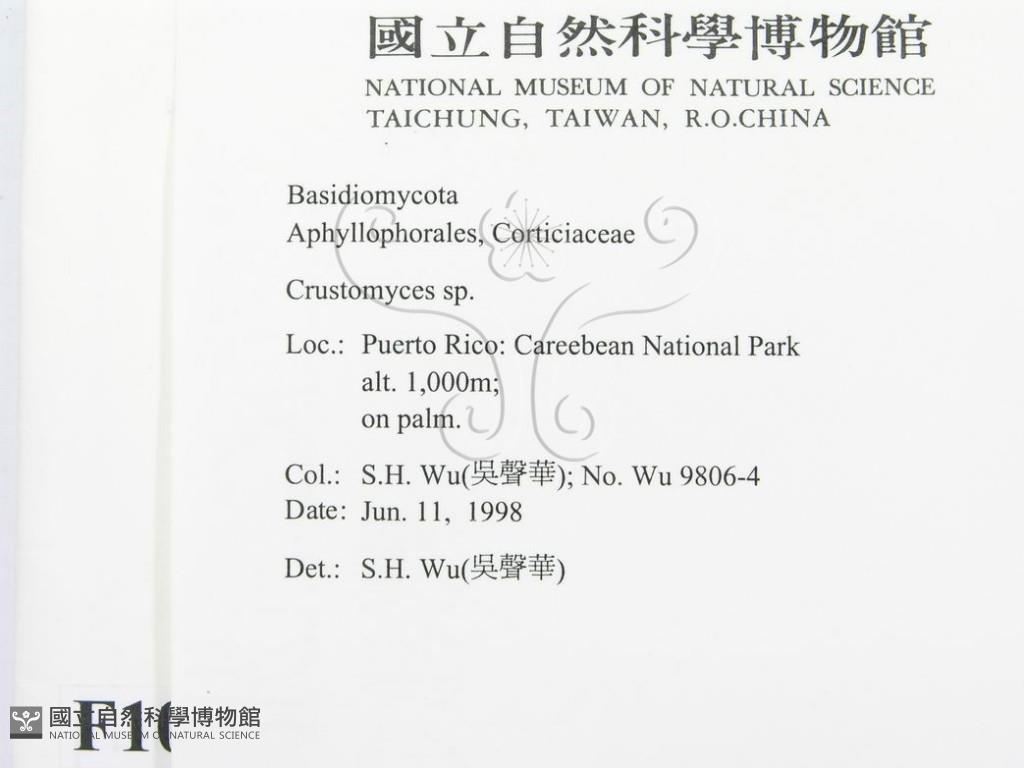 國立自然科學博物館
NATIONAL MUSEUM OF NATURAL SCIENCE
TAICHUNG, TAIWAN, R.O.CHINA
Basidiomycota
Aphyllophorales, Corticiaceae
Crustomyces sp.
Loc.: Puerto Rico: Careebean National Park
alt. 1,000m;
on palm.
Col.: S.H. Wu(吳聲華); No. Wu 9806-4
Date: Jun. 11, 1998
Det.: S.H. Wu(吳聲華)
國立自然科學博物館
NATIONAL MUSEUM OF NATURAL SCIENCE